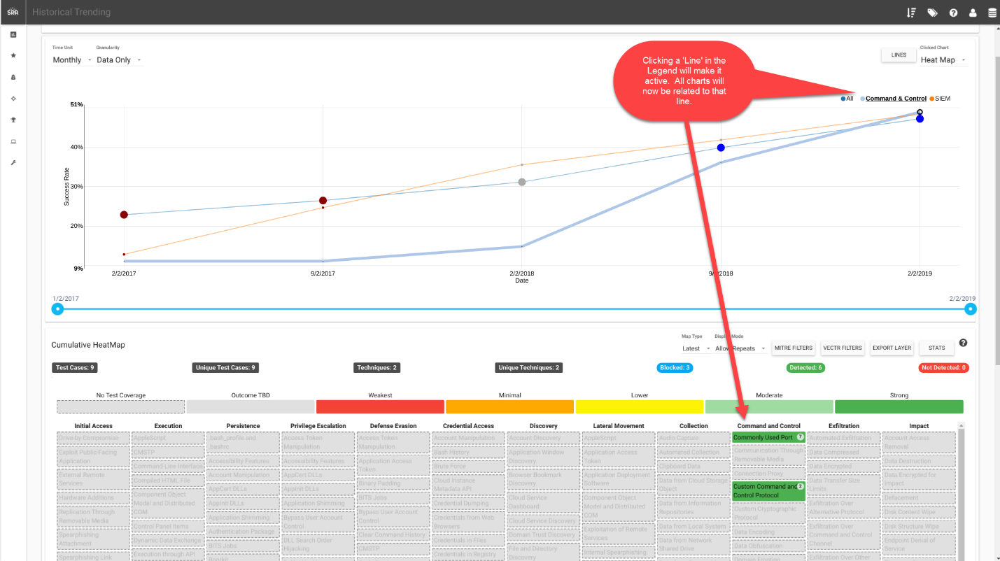 SRA
Historical Trending
Time Unit
Granularity
Monthly
Data Only
LINES
Clicked Chart
Heat Map
Clicking a 'Line' in the
Legend will make it
active. All charts will
now be related to that
line.
All
Command & Control
SIEM
51%
40%
30%
20%
9%
Success Rate
2/2/2017
9/2/2017
2/2/2018
9/2/2018
2/2/2019
Date
1/2/2017
2/2/2019
Cumulative HeatMap
Map Type
Display Mode
Latest
Allow Repeats
MITRE FILTERS
VECTR FILTERS
EXPORT LAYER
STATS
?
Test Cases: 9
Unique Test Cases: 9
Techniques: 2
Unique Techniques: 2
Blocked: 3
Detected: 6
Not Detected: 0
No Test Coverage
Outcome TBD
Weakest
Minimal
Lower
Moderate
Strong
Initial Access
Drive-by Compromise
Exploit Public-Facing
Application
External Remote
Services
Hardware Additions
Replication Through
Removable Media
Spearphishing
Attachment
Spearphishing Link
Execution
AppleScript
CMSTP
Command-Line Interface
Compiled HTML File
Component Object
Model and Distributed
COM
Control Panel Items
Dynamic Data Exchange
Execution through API
Persistence
.bash_profile and
.bashrc
Accessibility Features
Account Manipulation
AppCert DLLs
AppInit DLLs
Application Shimming
Authentication Package
BITS Jobs
Bootkit
Privilege Escalation
Access Token
Manipulation
Accessibility Features
AppCert DLLs
AppInit DLLs
Application Shimming
Bypass User Account
Control
DLL Search Order
Hijacking
Defense Evasion
Access Token
Manipulation
Application Access
Token
Binary Padding
BITS Jobs
Bypass User Account
Control
Clear Command History
CMSTP
Credential Access
Account Manipulation
Bash History
Brute Force
Cloud Instance
Metadata API
Credential Dumping
Credentials from Web
Browsers
Credentials in Files
Credentials in Registry
Discovery
Account Discovery
Application Window
Discovery
Browser Bookmark
Discovery
Cloud Service
Dashboard
Cloud Service Discovery
Domain Trust Discovery
File and Directory
Discovery
Lateral Movement
AppleScript
Application Access
Token
Application Deployment
Software
Component Object
Model and Distributed
COM
Exploitation of Remote
Services
Internal Spearphishing
Collection
Audio Capture
Automated Collection
Clipboard Data
Data from Cloud Storage
Object
Data from Information
Repositories
Data from Local System
Data from Network
Shared Drive
Command and Control
Commonly Used Port 7
Communication Through
Removable Media
Connection Proxy
Custom Command and 2
Control Protocol
Custom Cryptographic
Protocol
Data Encoding
Data Obfuscation
Domain Fronting
Exfiltration
Automated Exfiltration
Data Compressed
Data Encrypted
Data Transfer Size
Limits
Exfiltration Over
Alternative Protocol
Exfiltration Over
Command and Control
Channel
Exfiltration Over Other
Impact
Account Access
Removal
Data Destruction
Data Encrypted for
Impact
Defacement
Disk Content Wipe
Disk Structure Wipe
Endpoint Denial of
Service